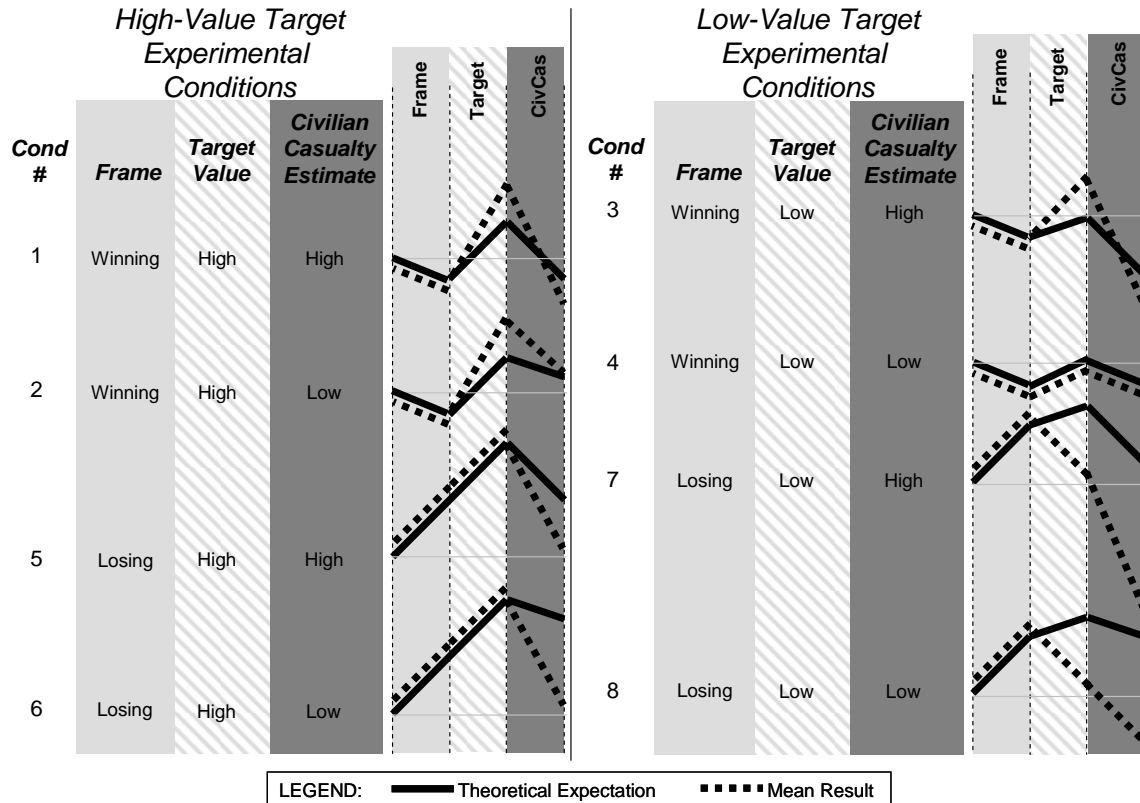 High-Value Target
Experimental
Conditions
Frame
Target
CivCas
Cond
#
Frame
Target
Value
Civilian
Casualty
Estimate
1 Winning High High
2 Winning High Low
5 Losing High High
6 Losing High Low
Low-Value Target
Experimental
Conditions
Frame
Target
CivCas
Cond
#
Frame
Target
Value
Civilian
Casualty
Estimate
3 Winning Low High
4 Winning Low Low
7 Losing Low High
8 Losing Low Low
LEGEND: Theoretical Expectation Mean Result